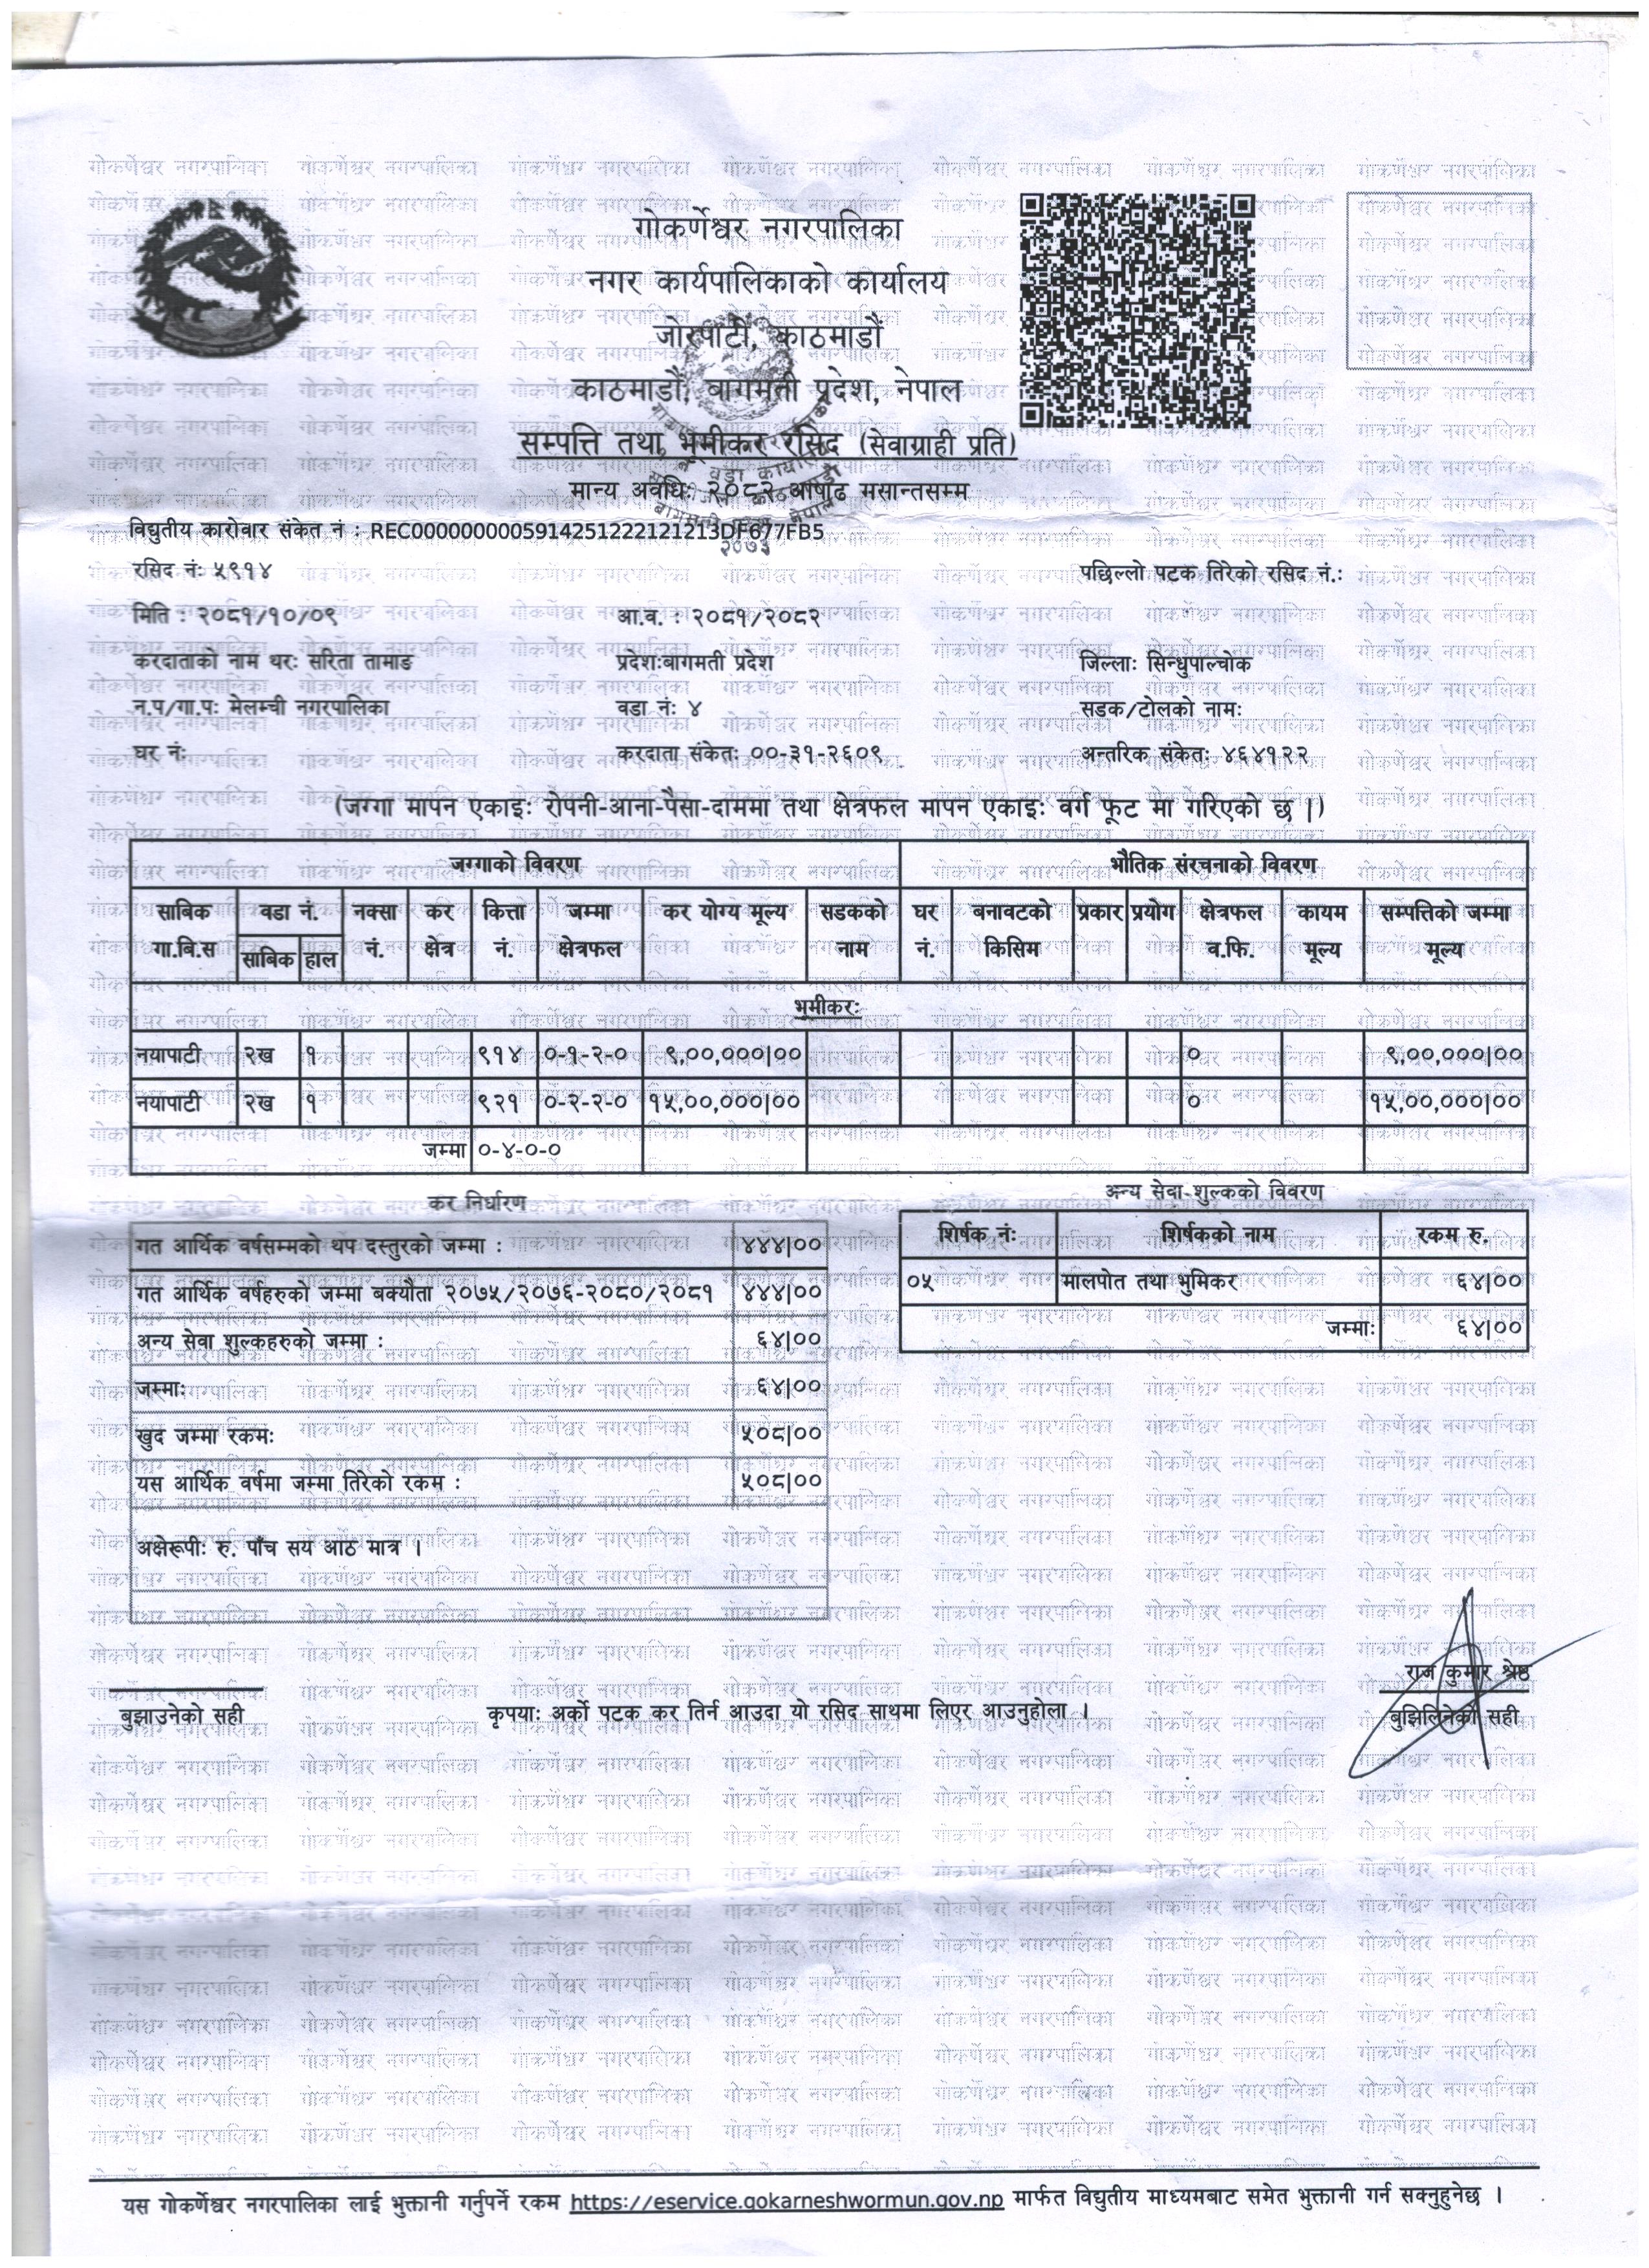 गोकर्णेश्वर नगरपालिका
नगर कार्यपालिकाको कार्यालय
जोरपाटी, काठमाडौं
काठमाडौं, बागमती प्रदेश, नेपाल
सम्पत्ति तथा भूमीकर रसिद (सेवाग्राही प्रति)
मान्य अवधिः २०८२ आषाढ मसान्तसम्म
विद्युतीय कारोवार संकेत नं : REC0000000005914251222121213DF677FB5
२०७३
रसिद नंः ५९१४ पछिल्लो पटक तिरेको रसिद नं.:
मिति : २०८१/१०/०९ आ.व. : २०८१/२०८२
करदाताको नाम थरः सरिता तामाङ प्रदेशःबागमती प्रदेश जिल्लाः सिन्धुपाल्चोक
न.प/गा.पः मेलम्ची नगरपालिका वडा नंः ४ सडक/टोलको नामः
घर नंः करदाता संकेतः ००-३१-२६०९ अन्तरिक संकेतः ४६४१२२
(जग्गा मापन एकाइः रोपनी-आना-पैसा-दाममा तथा क्षेत्रफल मापन एकाइः वर्ग फूट मा गरिएको छ |)
जग्गाको विवरण भौतिक संरचनाको विवरण
साबिक गा.बि.स वडा नं. साबिक हाल नक्सा नं. कर क्षेत्र कित्ता नं. जम्मा क्षेत्रफल कर योग्य मूल्य सडकको नाम घर नं. बनावटको किसिम प्रकार प्रयोग क्षेत्रफल व.फि. कायम मूल्य सम्पत्तिको जम्मा मूल्य
भूमीकरः
नयापाटी २ख १ ९१४ ०-१-२-० ९,००,०००|०० ० ९,००,०००|००
नयापाटी २ख १ ९२१ ०-२-२-० १५,००,०००|०० ० १५,००,०००|००
जम्मा ०-४-०-०
कर निर्धारण
गत आर्थिक वर्षसम्मको थप दस्तुरको जम्मा : ४४४|००
गत आर्थिक वर्षहरुको जम्मा बक्यौता २०७५/२०७६-२०८०/२०८१ ४४४|००
अन्य सेवा शुल्कहरुको जम्मा : ६४|००
जम्माः ६४|००
खुद जम्मा रकमः ५०८|००
यस आर्थिक वर्षमा जम्मा तिरेको रकम : ५०८|००
अक्षेरूपीः रु. पाँच सय आठ मात्र ।
अन्य सेवा-शुल्कको विवरण
शिर्षक नंः शिर्षकको नाम रकम रु.
०५ मालपोत तथा भुमिकर ६४|००
जम्माः ६४|००
राज कुमार श्रेष्ठ
बुझाउनेको सही कृपयाः अर्को पटक कर तिर्न आउदा यो रसिद साथमा लिएर आउनुहोला । बुझिलिनेको सही
यस गोकर्णेश्वर नगरपालिका लाई भुक्तानी गर्नुपर्ने रकम https://eservice.gokarneshwormun.gov.np मार्फत विद्युतीय माध्यमबाट समेत भुक्तानी गर्न सक्नुहुनेछ ।